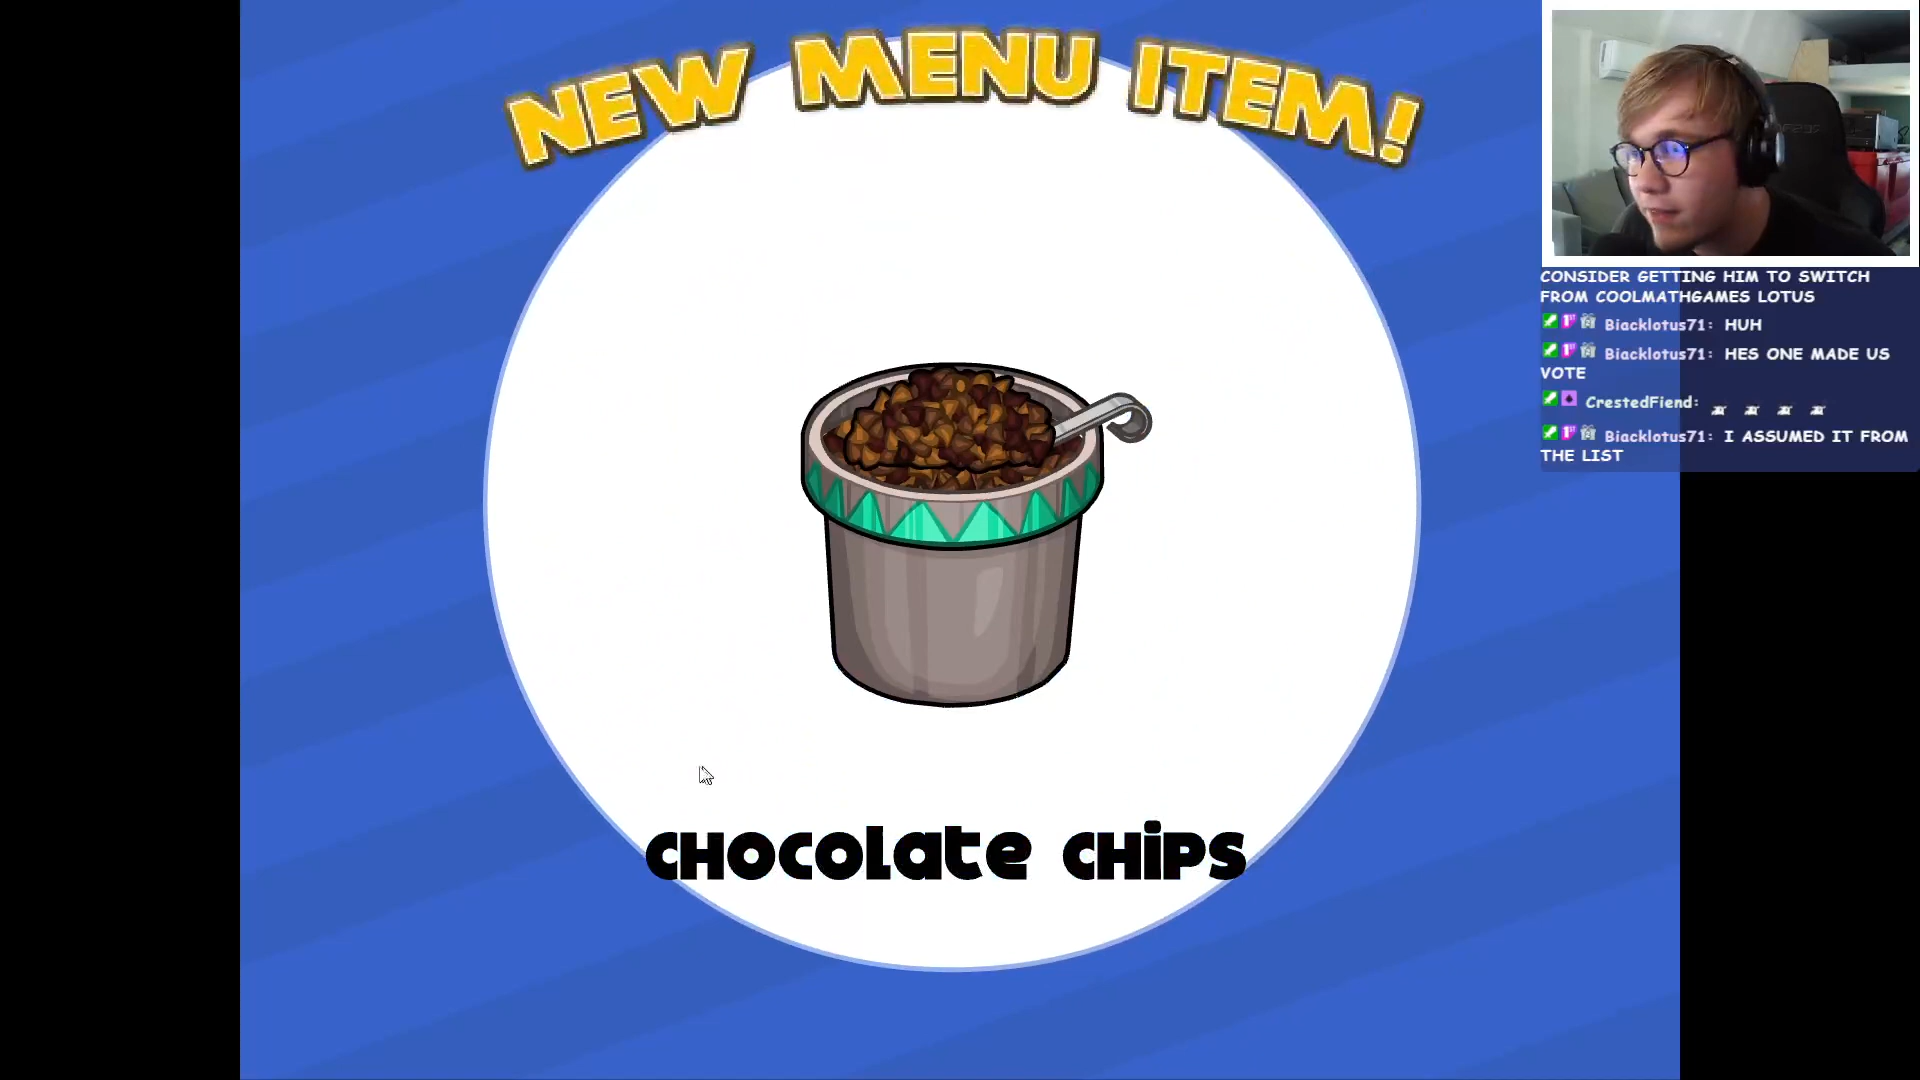 NEW MENU ITEM!
CHOCOLATE CHIPS
CONSIDER GETTING HIM TO SWITCH
FROM COOLMATHGAMES LOTUS
Biacklotus71: HUH
Biacklotus71: HES ONE MADE US
VOTE
CrestedFiend:
Biacklotus71: I ASSUMED IT FROM
THE LIST